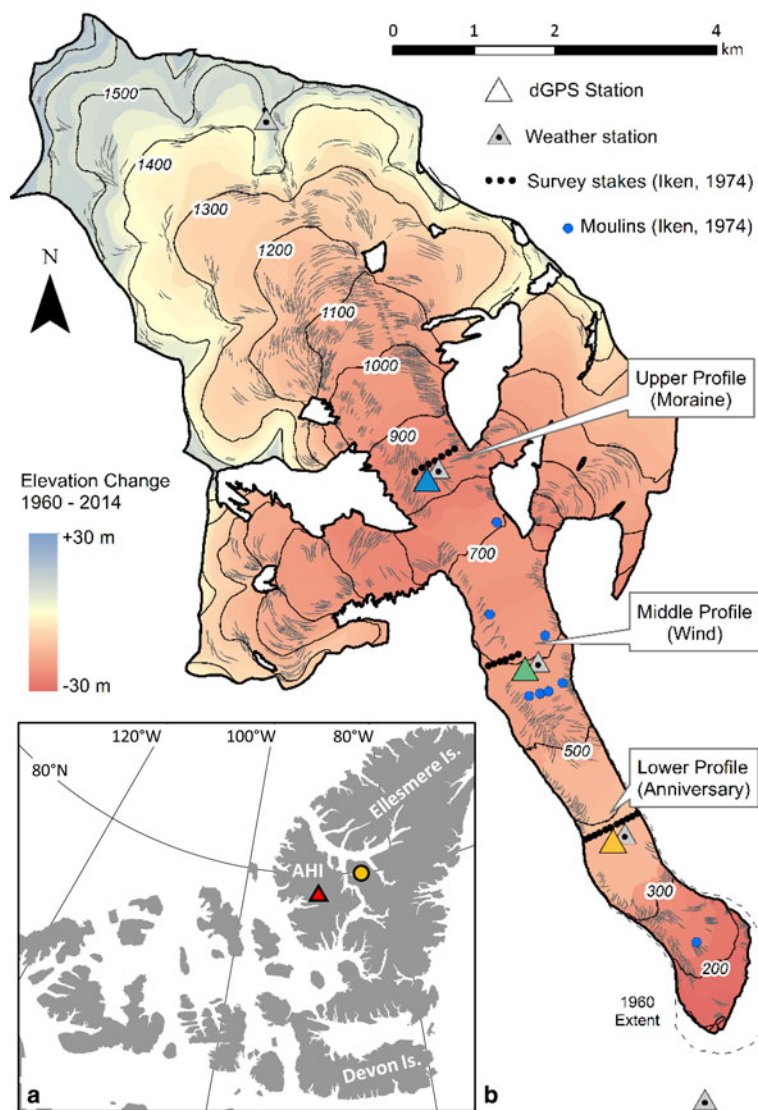 0 1 2 4
km
dGPS Station
Weather station
Survey stakes (Iken, 1974)
Moulins (Iken, 1974)
1500
1400
1300
1200
N
1100
1000
Upper Profile
(Moraine)
900
Elevation Change
1960 - 2014
+30 m
700
Middle Profile
(Wind)
-30 m
500
120°W
100°W
80°W
80°N
Ellesmere Is.
Lower Profile
(Anniversary)
AHI
300
200
1960
Extent
Devon Is.
a
b